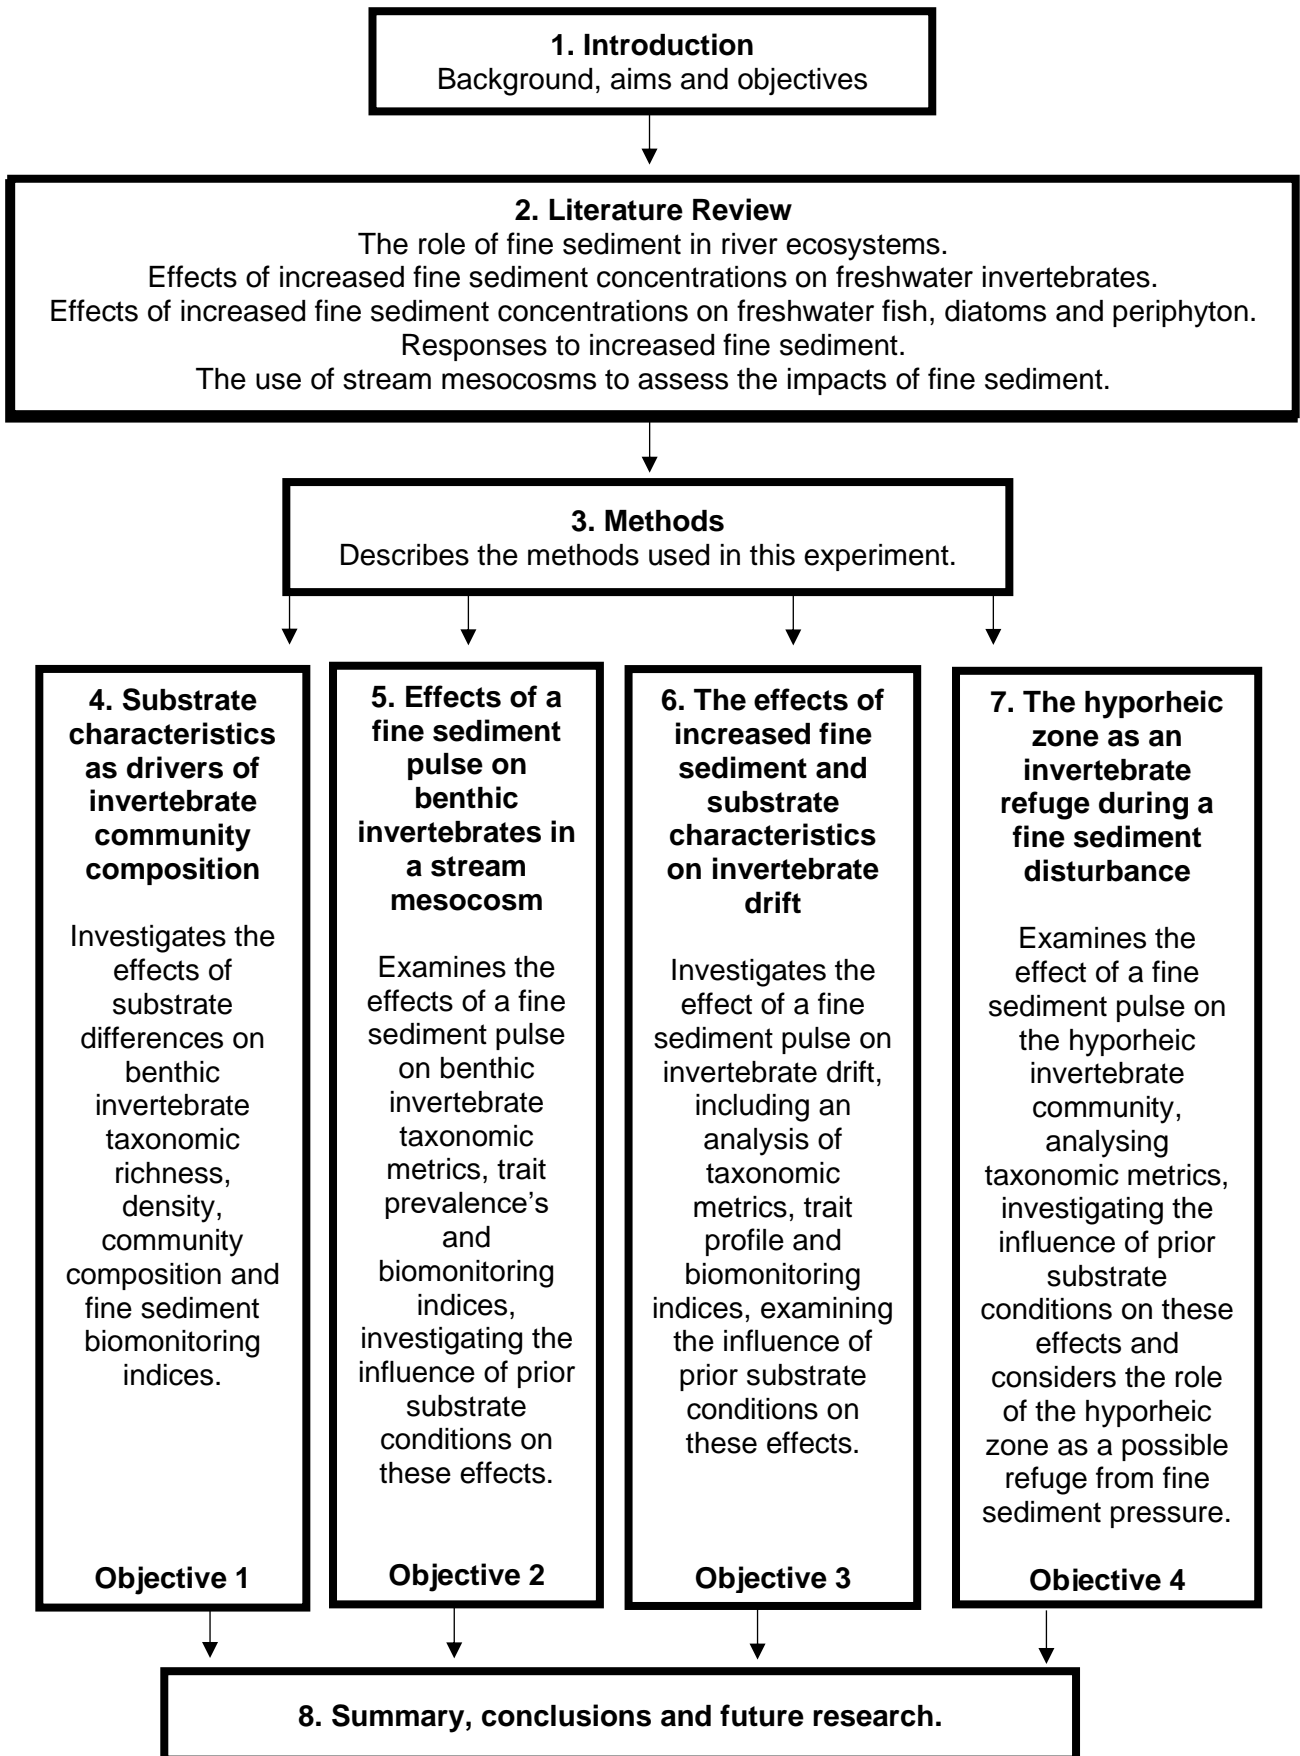 1. Introduction
Background, aims and objectives
2. Literature Review
The role of fine sediment in river ecosystems.
Effects of increased fine sediment concentrations on freshwater invertebrates.
Effects of increased fine sediment concentrations on freshwater fish, diatoms and periphyton.
Responses to increased fine sediment.
The use of stream mesocosms to assess the impacts of fine sediment.
3. Methods
Describes the methods used in this experiment.
4. Substrate
characteristics
as drivers of
invertebrate
community
composition
Investigates the
effects of
substrate
differences on
benthic
invertebrate
taxonomic
richness,
density,
community
composition and
fine sediment
biomonitoring
indices.
Objective 1
5. Effects of a
fine sediment
pulse on
benthic
invertebrates in
a stream
mesocosm
Examines the
effects of a fine
sediment pulse
on benthic
invertebrate
taxonomic
metrics, trait
prevalence’s
and
biomonitoring
indices,
investigating the
influence of prior
substrate
conditions on
these effects.
Objective 2
6. The effects of
increased fine
sediment and
substrate
characteristics
on invertebrate
drift
Investigates the
effect of a fine
sediment pulse on
invertebrate drift,
including an
analysis of
taxonomic
metrics, trait
profile and
biomonitoring
indices, examining
the influence of
prior substrate
conditions on
these effects.
Objective 3
7. The hyporheic
zone as an
invertebrate
refuge during a
fine sediment
disturbance
Examines the
effect of a fine
sediment pulse on
the hyporheic
invertebrate
community,
analysing
taxonomic metrics,
investigating the
influence of prior
substrate
conditions on these
effects and
considers the role
of the hyporheic
zone as a possible
refuge from fine
sediment pressure.
Objective 4
8. Summary, conclusions and future research.